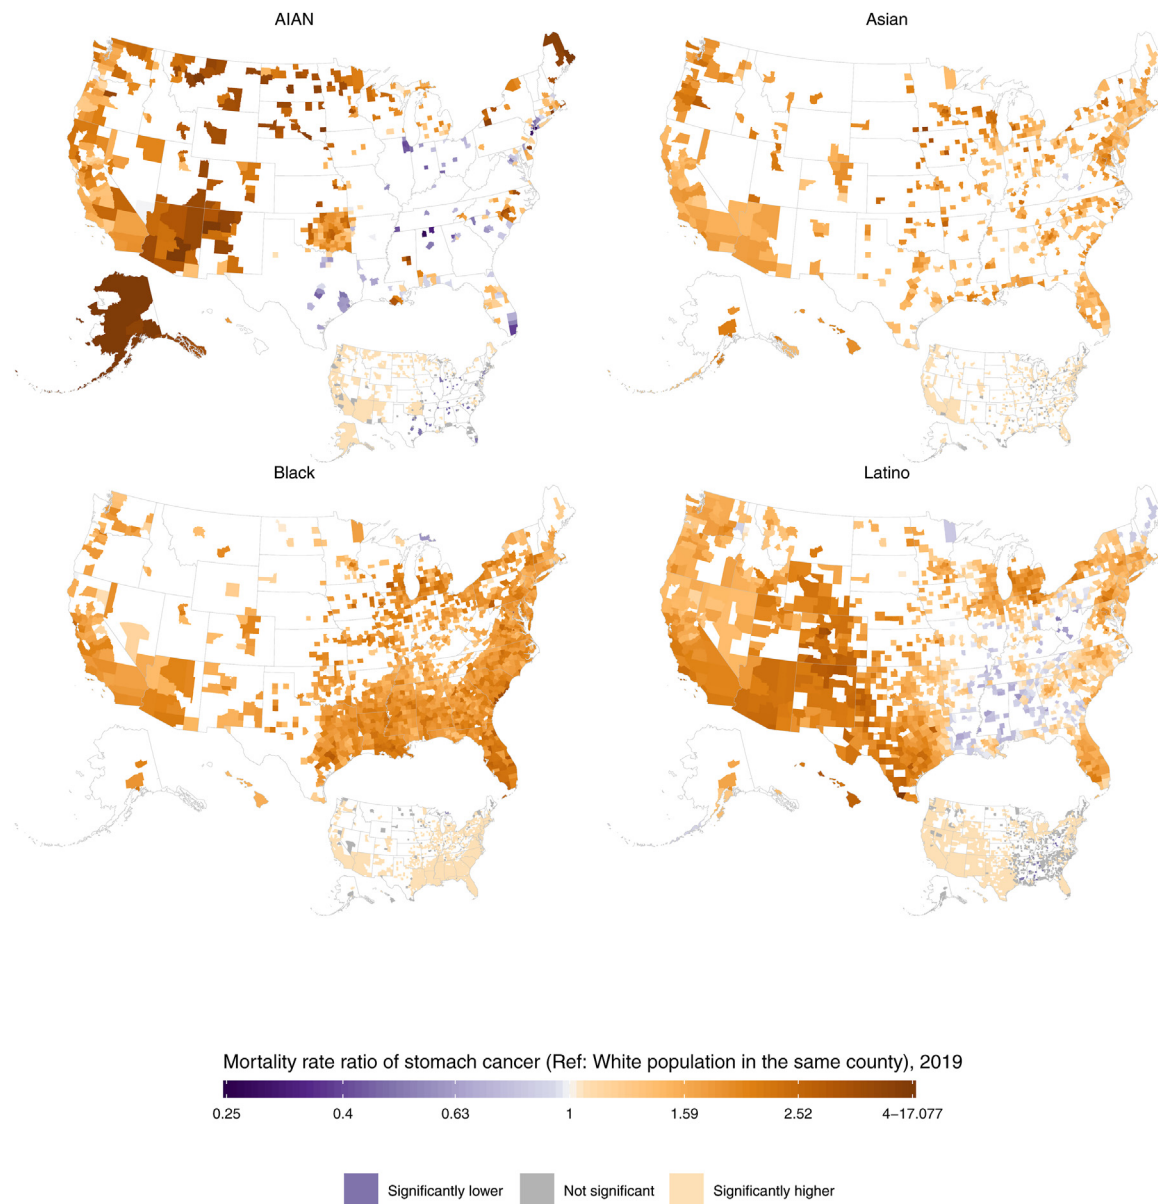 AIAN
Asian
Black
Latino
Mortality rate ratio of stomach cancer (Ref: White population in the same county), 2019
0.25 0.4 0.63 1 1.59 2.52 4–17.077
Significantly lower Not significant Significantly higher